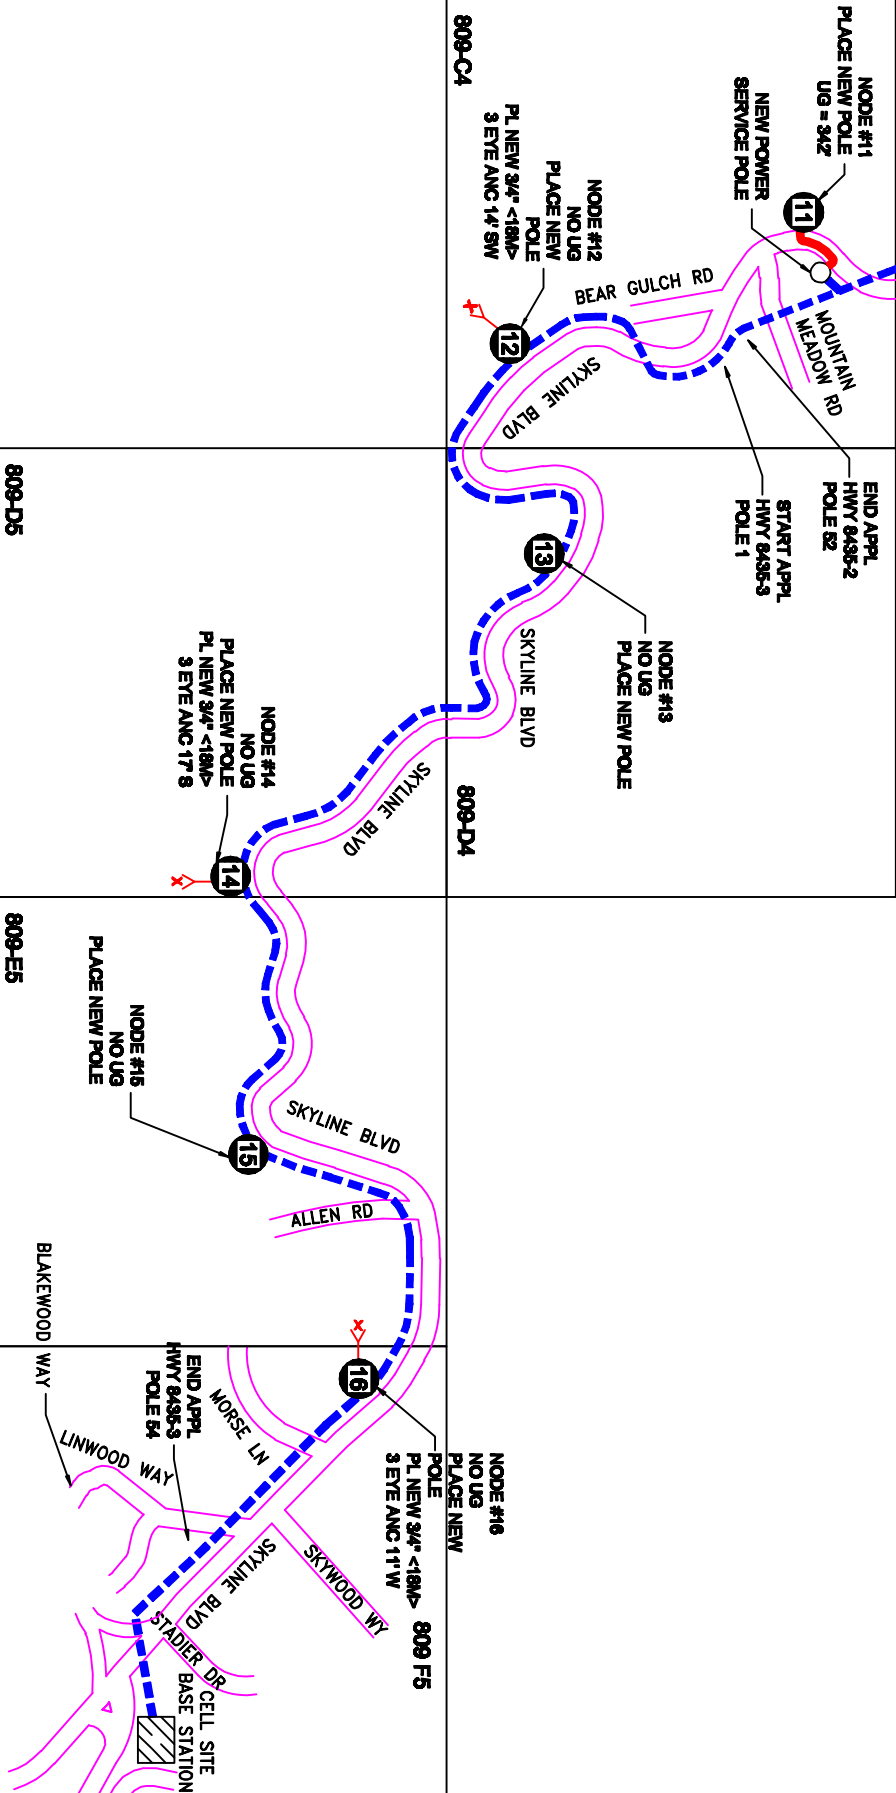 809-C4
NODE #11
PLACE NEW POLE
UG = 342'
11
NEW POWER
SERVICE POLE
NODE #12
NO UG
PLACE NEW
POLE
PL NEW 3/4" <18M>
3 EYE ANC 14' SW
12
BEAR GULCH RD
MOUNTAIN
MEADOW RD
SKYLINE BLVD
END APPL
HWY 8435-2
POLE 52
START APPL
HWY 8435-3
POLE 1
809-D5
13
NODE #13
NO UG
PLACE NEW POLE
SKYLINE BLVD
809-D4
NODE #14
NO UG
PLACE NEW POLE
PL NEW 3/4" <18M>
3 EYE ANC 17' S
14
SKYLINE BLVD
809-E5
NODE #15
NO UG
PLACE NEW POLE
15
SKYLINE BLVD
ALLEN RD
16
NODE #16
NO UG
PLACE NEW
POLE
PL NEW 3/4" <18M>
3 EYE ANC 11' W
809 F5
BLAKEWOOD WAY
END APPL
HWY 8435-3
POLE 54
MORSE LN
LINWOOD WAY
SKYWOOD WY
SKYLINE BLVD
STADIER DR
CELL SITE
BASE STATION